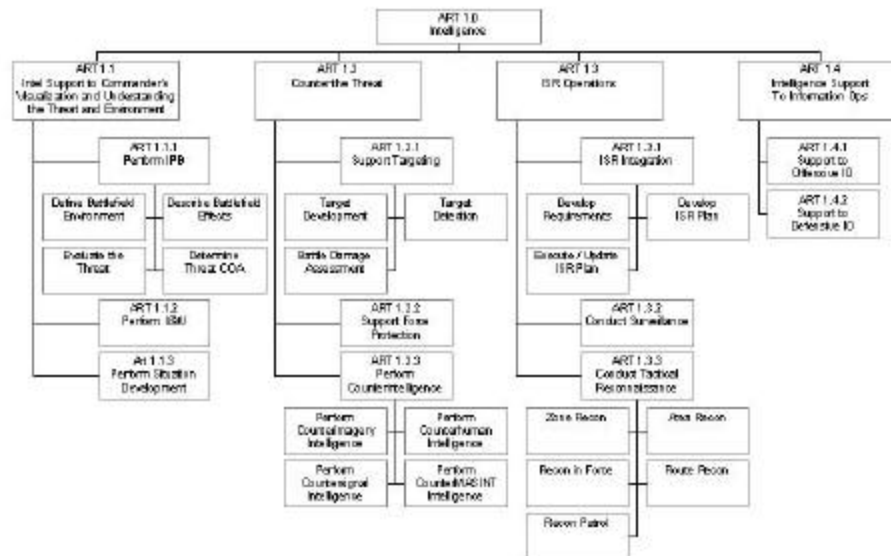 ART 1.0
Intelligence
ART 1.1
Intel Support to Commander's
Visualization and Understanding
the Threat and Environment
ART 1.2
Counter the Threat
ART 1.3
ISR Operations
ART 1.4
Intelligence Support
To Information Ops
ART 1.1.1
Perform IPB
Define Battlefield
Environment
Describe Battlefield
Effects
Evaluate the
Threat
Determine
Threat COA
ART 1.1.2
Perform
Art 1.1.3
Perform Situation
Development
ART 1.2.1
Support Targeting
Target
Development
Target
Detection
Battle Damage
Assessment
ART 1.2.2
Support Force
Protection
ART 1.2.3
Perform
Counterintelligence
Perform
CounterImagery
Intelligence
Perform
Counterhuman
Intelligence
Perform
Countersignal
Intelligence
Perform
CounterMASINT
Intelligence
ART 1.3.1
ISR Integration
Develop
Requirements
Develop
ISR Plan
Execute / Update
ISR Plan
ART 1.3.2
Conduct Surveillance
ART 1.3.3
Conduct Tactical
Reconnaissance
Zone Recon
Area Recon
Recon in Force
Route Recon
Recon Patrol
ART 1.4.1
Support to
Offensive IO
ART 1.4.2
Support to
Defensive IO